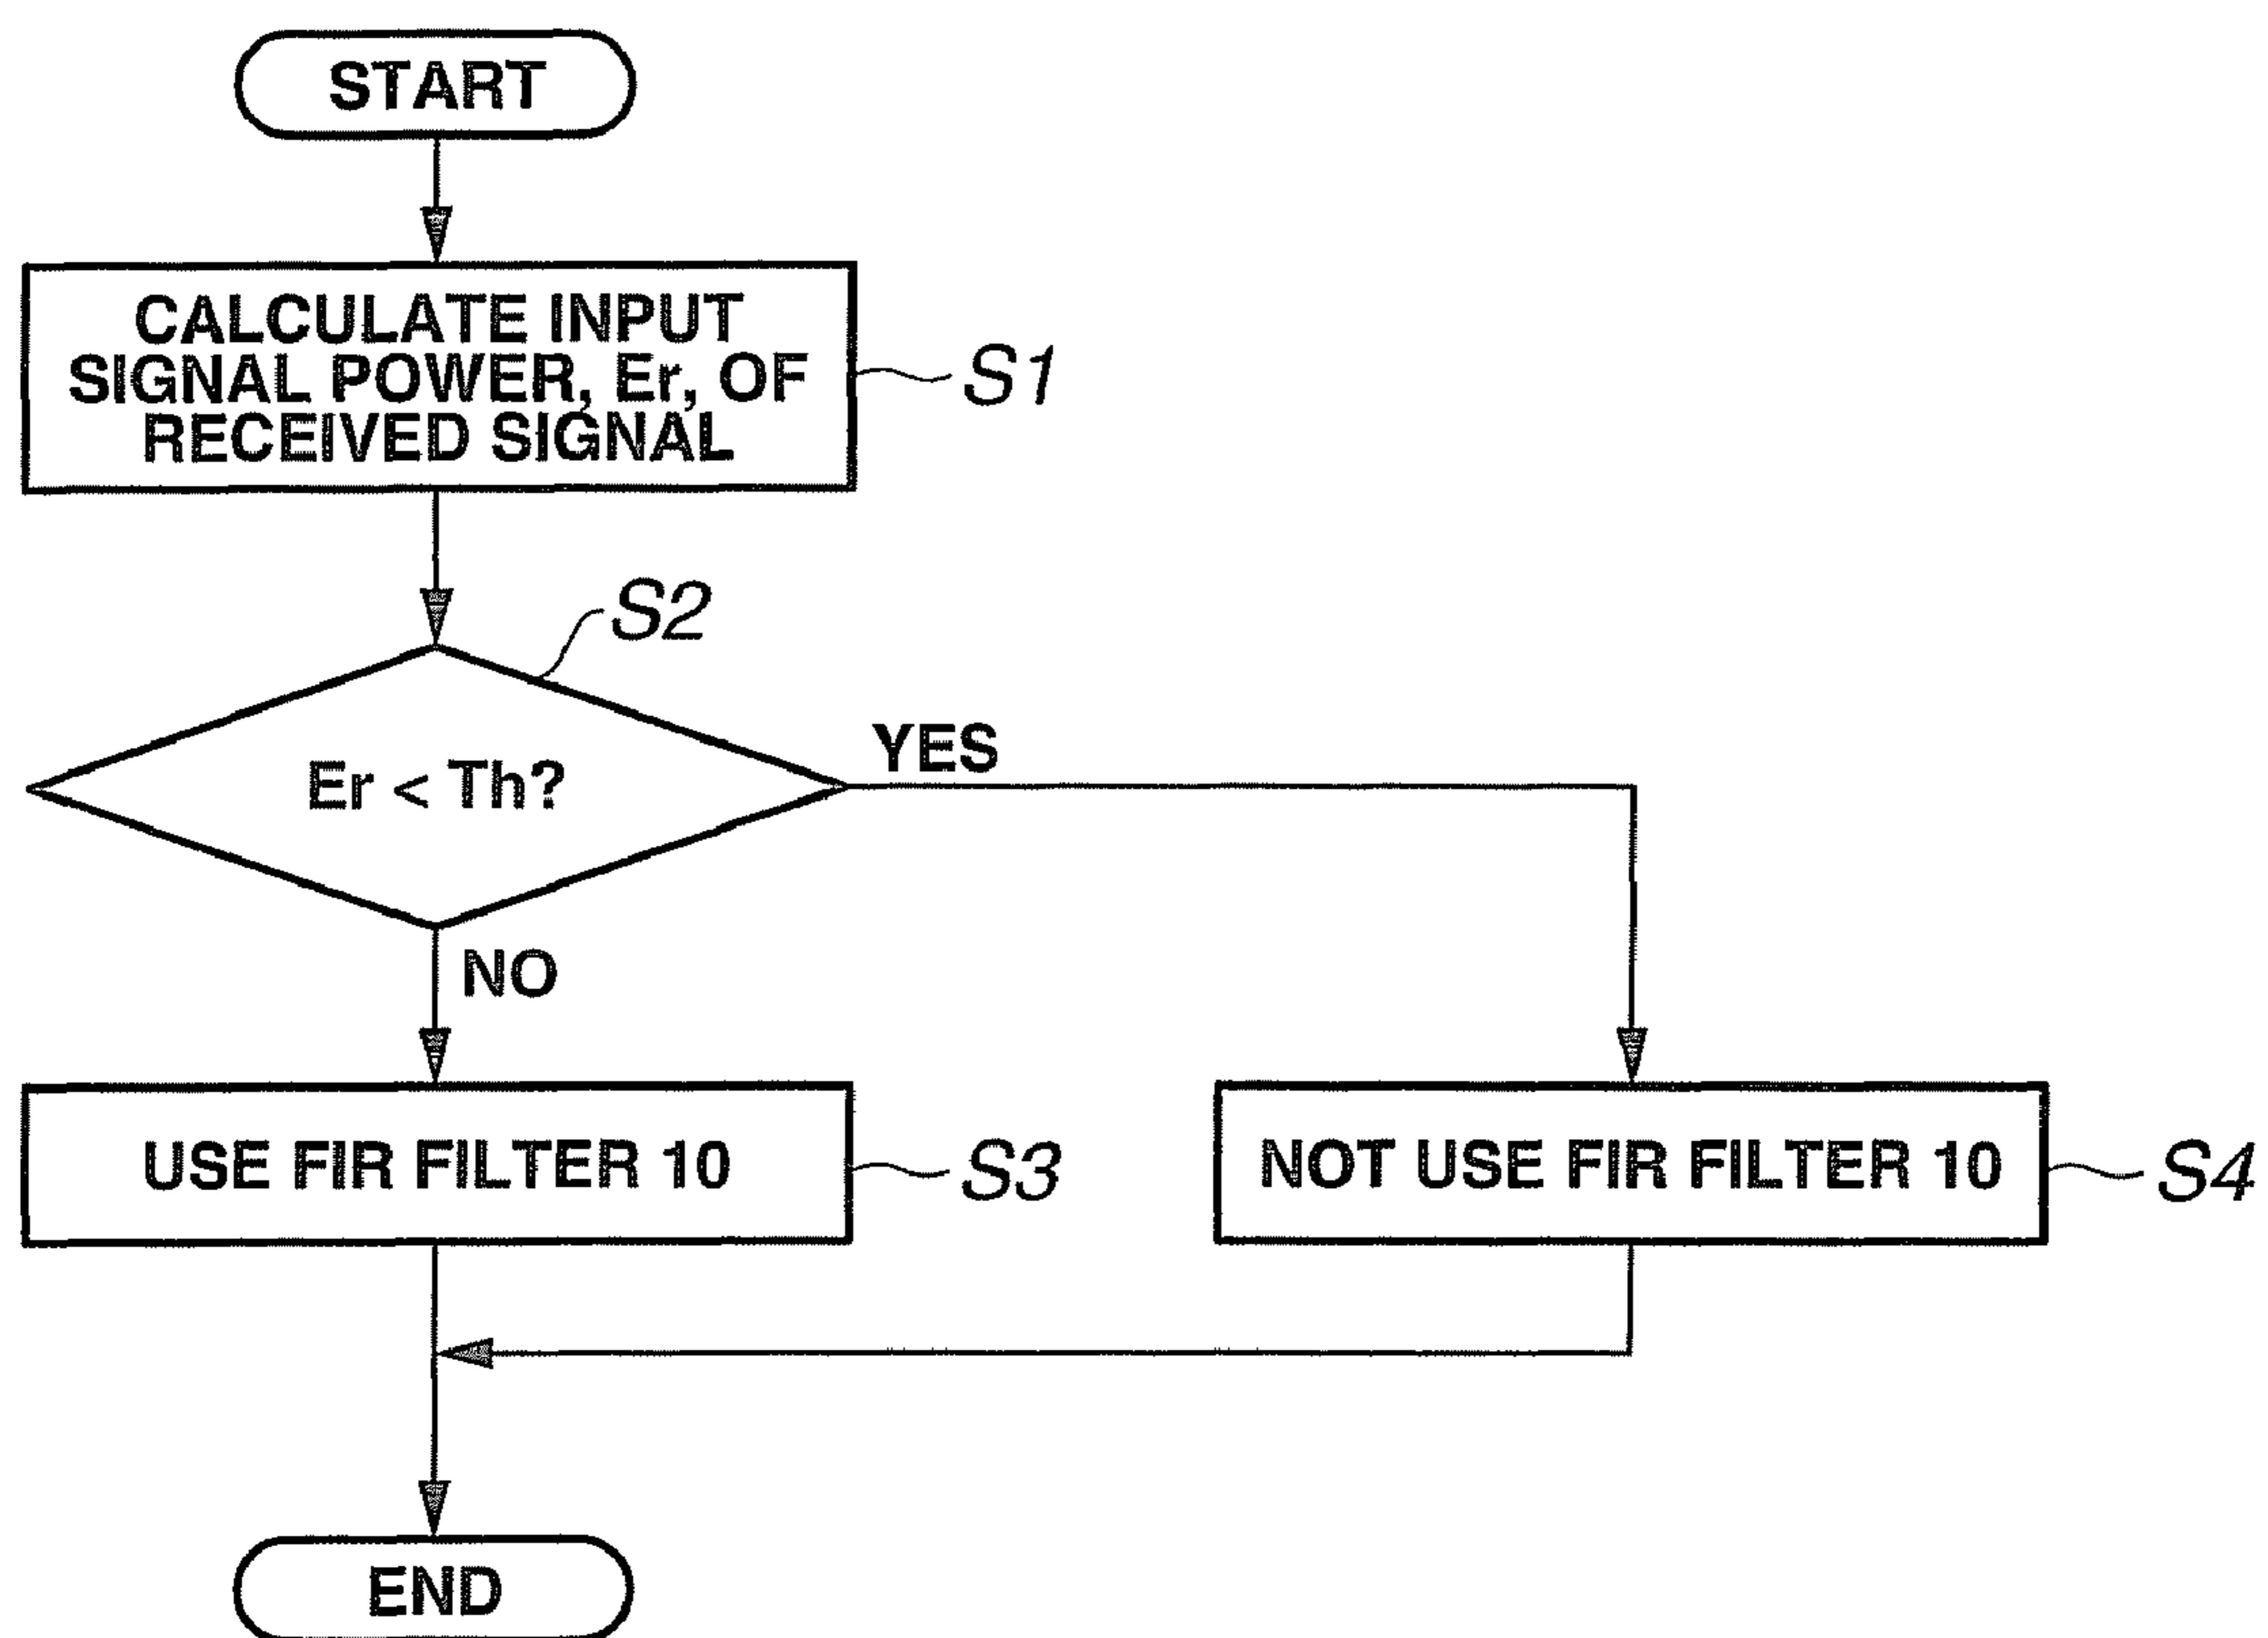 START
CALCULATE INPUT
SIGNAL POWER, Er, OF
RECEIVED SIGNAL
S1
S2
Er < Th?
YES
NO
USE FIR FILTER 10
S3
NOT USE FIR FILTER 10
S4
END